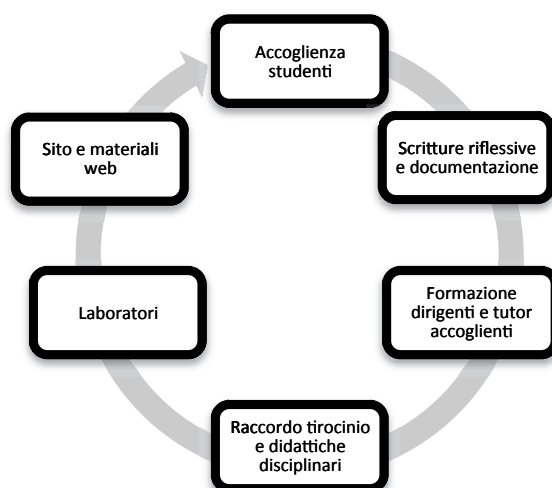 Accoglienza
studenti
Scritture riflessive
e documentazione
Formazione
dirigenti e tutor
accoglienti
Raccordo tirocinio
e didattiche
disciplinari
Laboratori
Sito e materiali
web